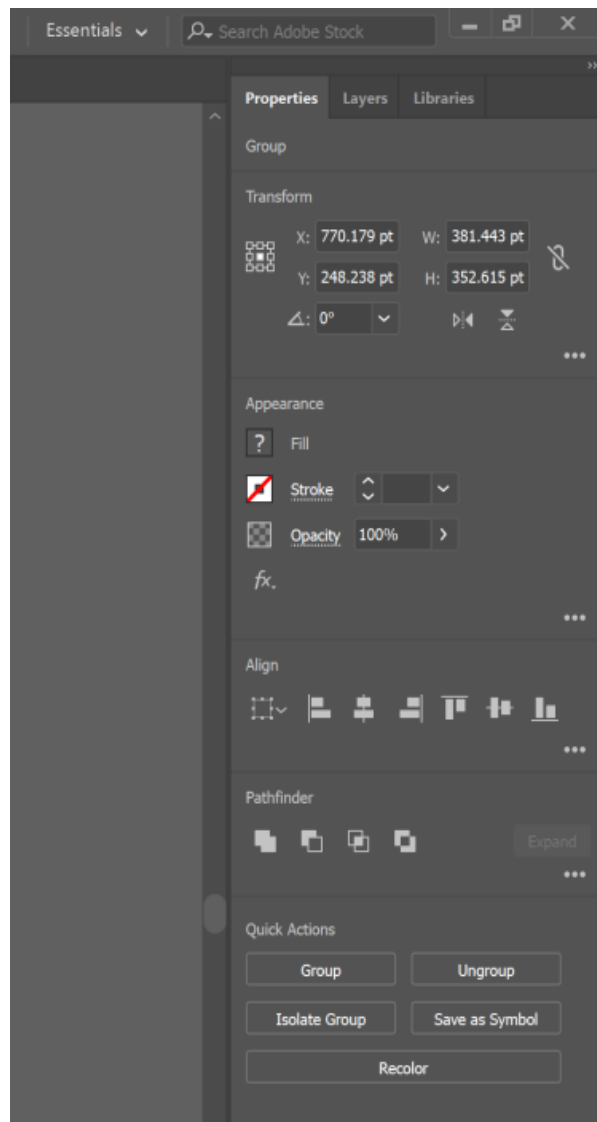 Essentials Search Adobe Stock
Properties Layers Libraries
Group
Transform
X: 770.179 pt W: 381.443 pt
Y: 248.238 pt H: 352.615 pt
: 0°
Appearance
? Fill
Stroke
Opacity 100%
fx.
Align
Pathfinder
Expand
Quick Actions
Group Ungroup
Isolate Group Save as Symbol
Recolor